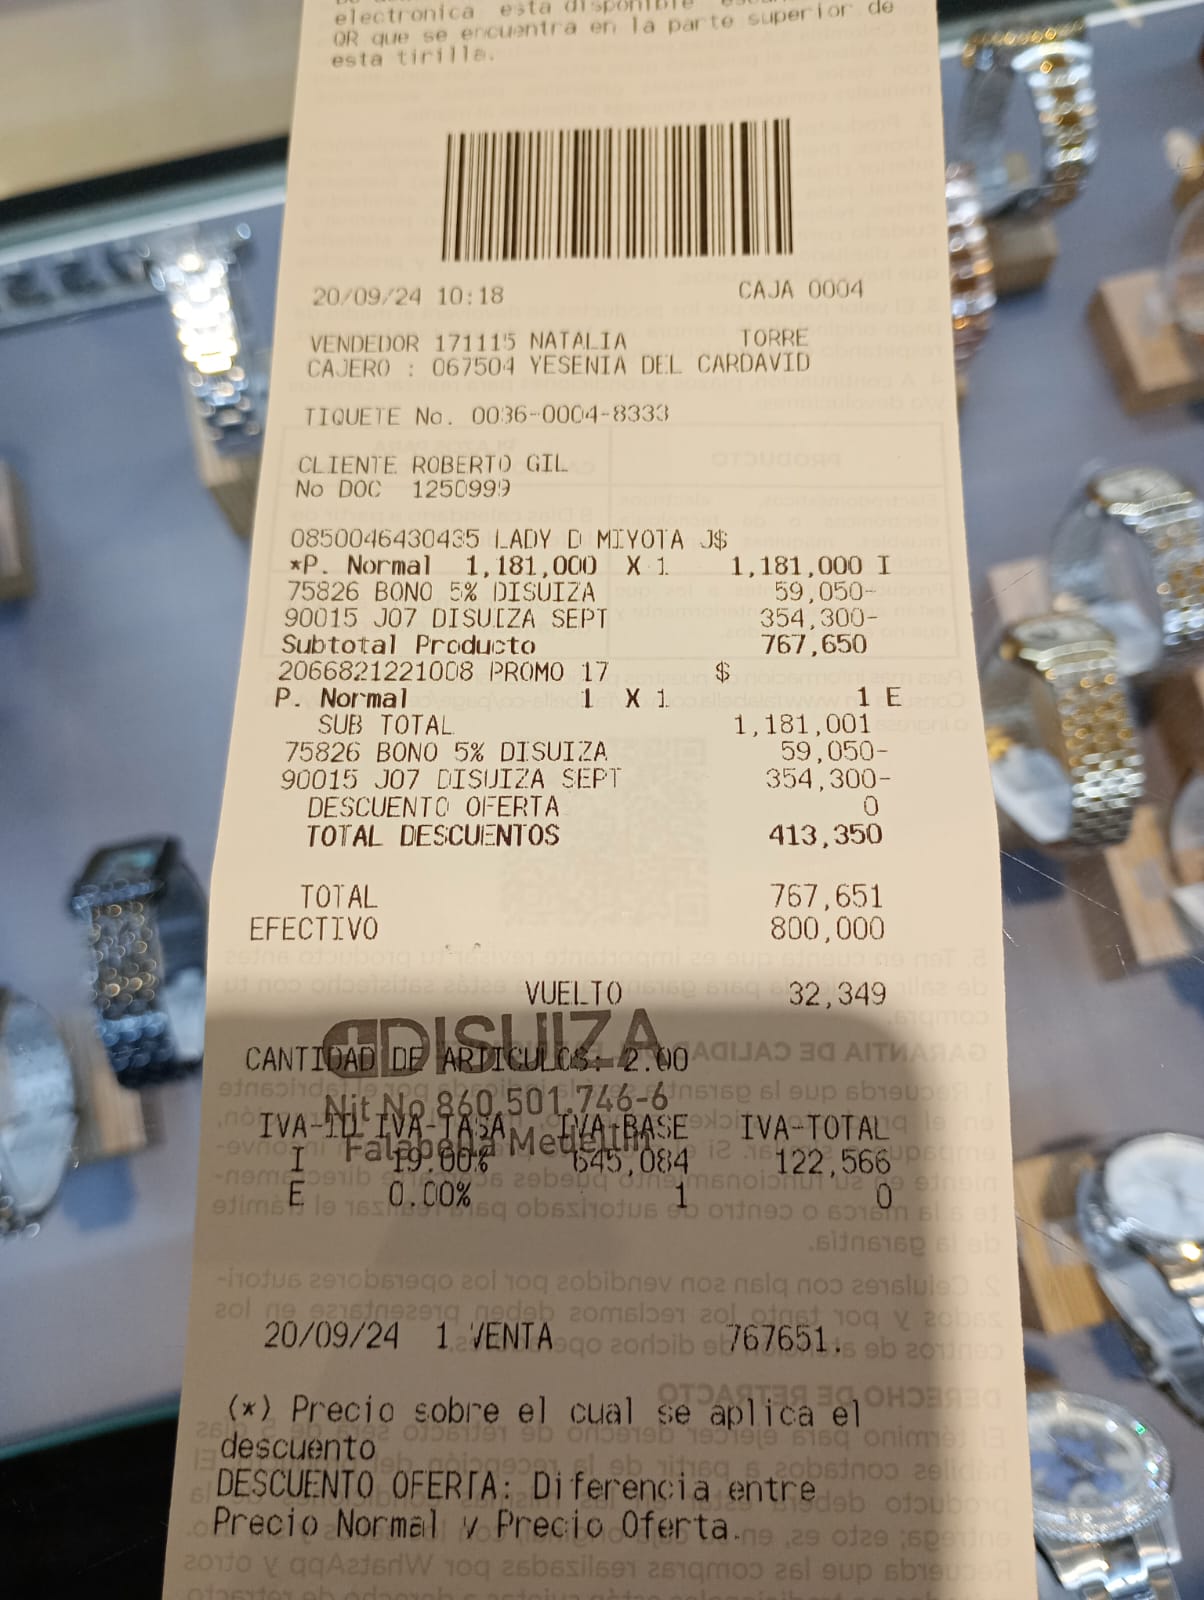 electronica esta disponible
QR que se encuentra en la parte superior de
esta tirilla.
20/09/24 10:18 CAJA 0004
VENDEDOR 171115 NATALIA TORRE
CAJERO : 067504 YESENIA DEL CARDAVID
TIQUETE No. 0036-0004-8333
CLIENTE ROBERTO GIL
No DOC 1250999
0850046430435 LADY D MIYOTA J$
*P. Normal 1,181,000 X 1 1,181,000 I
75826 BONO 5% DISUIZA 59,050-
90015 J07 DISUIZA SEPT 354,300-
Subtotal Producto 767,650
2066821221008 PROMO 17 $
P. Normal 1 X 1 1 E
SUB TOTAL 1,181,001
75826 BONO 5% DISUIZA 59,050-
90015 J07 DISUIZA SEPT 354,300-
DESCUENTO OFERTA 0
TOTAL DESCUENTOS 413,350
TOTAL 767,651
EFECTIVO 800,000
VUELTO 32,349
DISUIZA
CANTIDAD DE ARTICULOS: 2.00
Nit No 860.501.746-6
IVA-ID IVA-TASA IVA-BASE IVA-TOTAL
Falabella Medellin
I 19.00% 645,084 122,566
E 0.00% 1 0
20/09/24 1 VENTA 767651.
(*) Precio sobre el cual se aplica el
descuento
DESCUENTO OFERTA: Diferencia entre
Precio Normal y Precio Oferta.